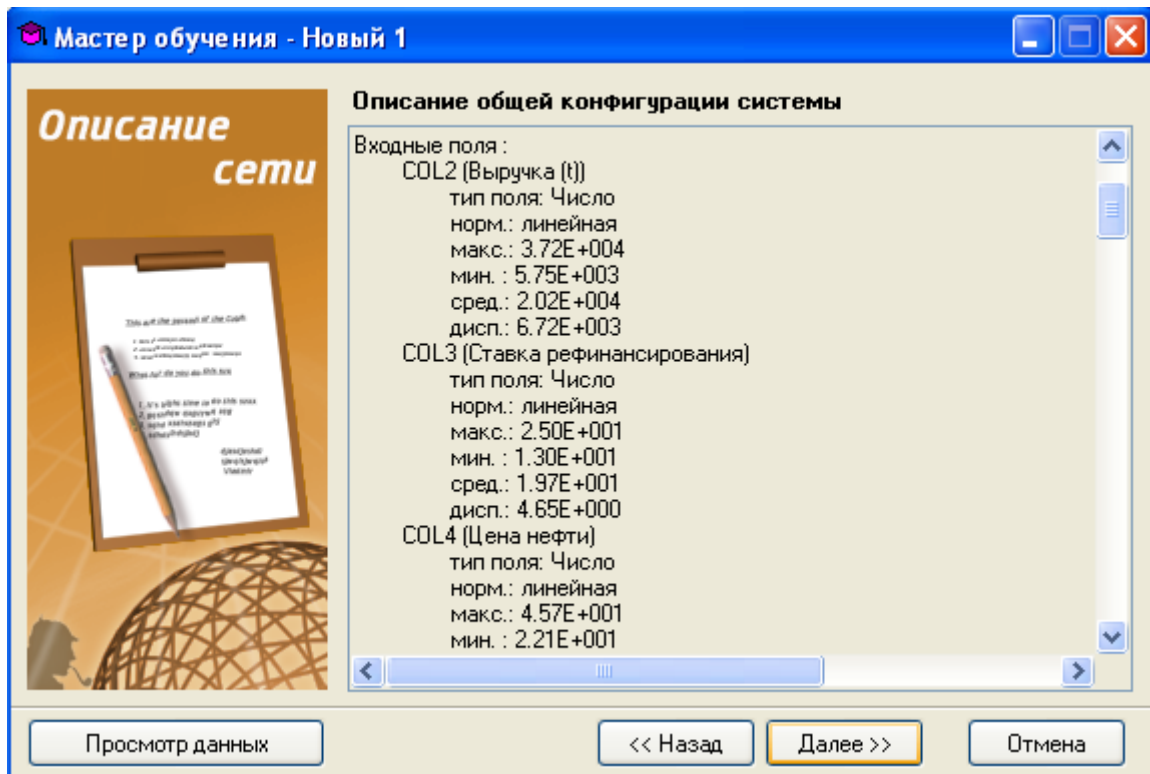 Мастер обучения - Новый 1
Описание
сети
Описание общей конфигурации системы
Входные поля :
COL2 (Выручка (t))
тип поля: Число
норм.: линейная
макс.: 3.72E+004
мин. : 5.75E+003
сред.: 2.02E+004
дисп.: 6.72E+003
COL3 (Ставка рефинансирования)
тип поля: Число
норм.: линейная
макс.: 2.50E+001
мин. : 1.30E+001
сред.: 1.97E+001
дисп.: 4.65E+000
COL4 (Цена нефти)
тип поля: Число
норм.: линейная
макс.: 4.57E+001
мин. : 2.21E+001
Просмотр данных
<< Назад
Далее >>
Отмена